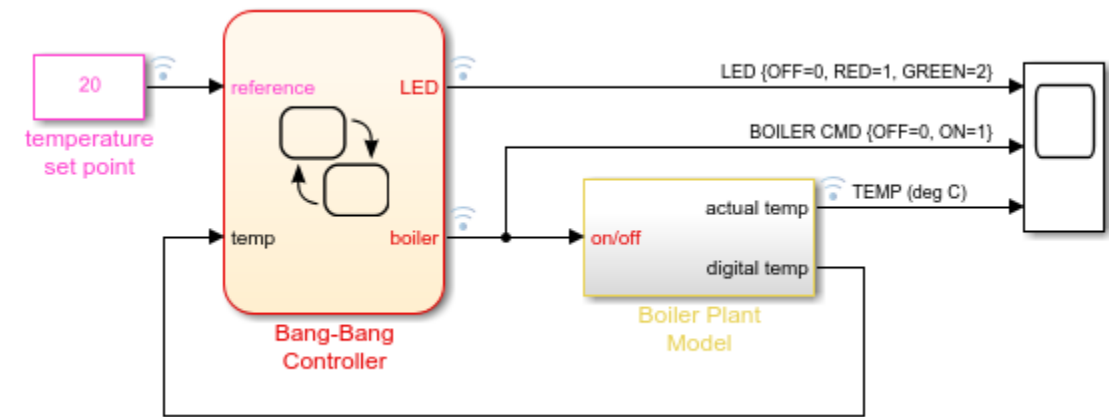 20
temperature
set point
reference
LED
temp
boiler
Bang-Bang
Controller
LED {OFF=0, RED=1, GREEN=2}
BOILER CMD {OFF=0, ON=1}
on/off
actual temp
digital temp
Boiler Plant
Model
TEMP (deg C)